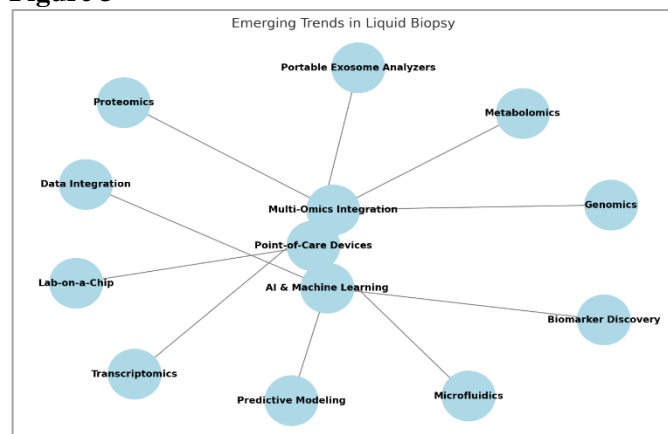 Figure 3
Emerging Trends in Liquid Biopsy
Portable Exosome Analyzers
Proteomics
Metabolomics
Data Integration
Genomics
Multi-Omics Integration
Point-of-Care Devices
Lab-on-a-Chip
AI & Machine Learning
Biomarker Discovery
Transcriptomics
Predictive Modeling
Microfluidics